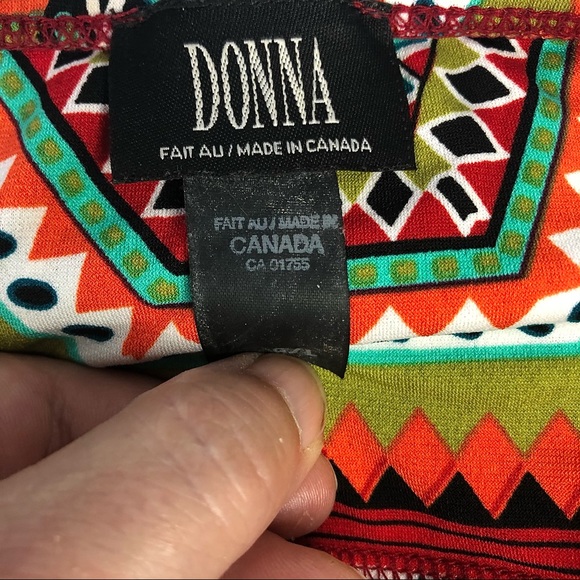 DONNA
FAIT AU / MADE IN CANADA
FAIT AU / MADE IN
CANADA
CA 01755